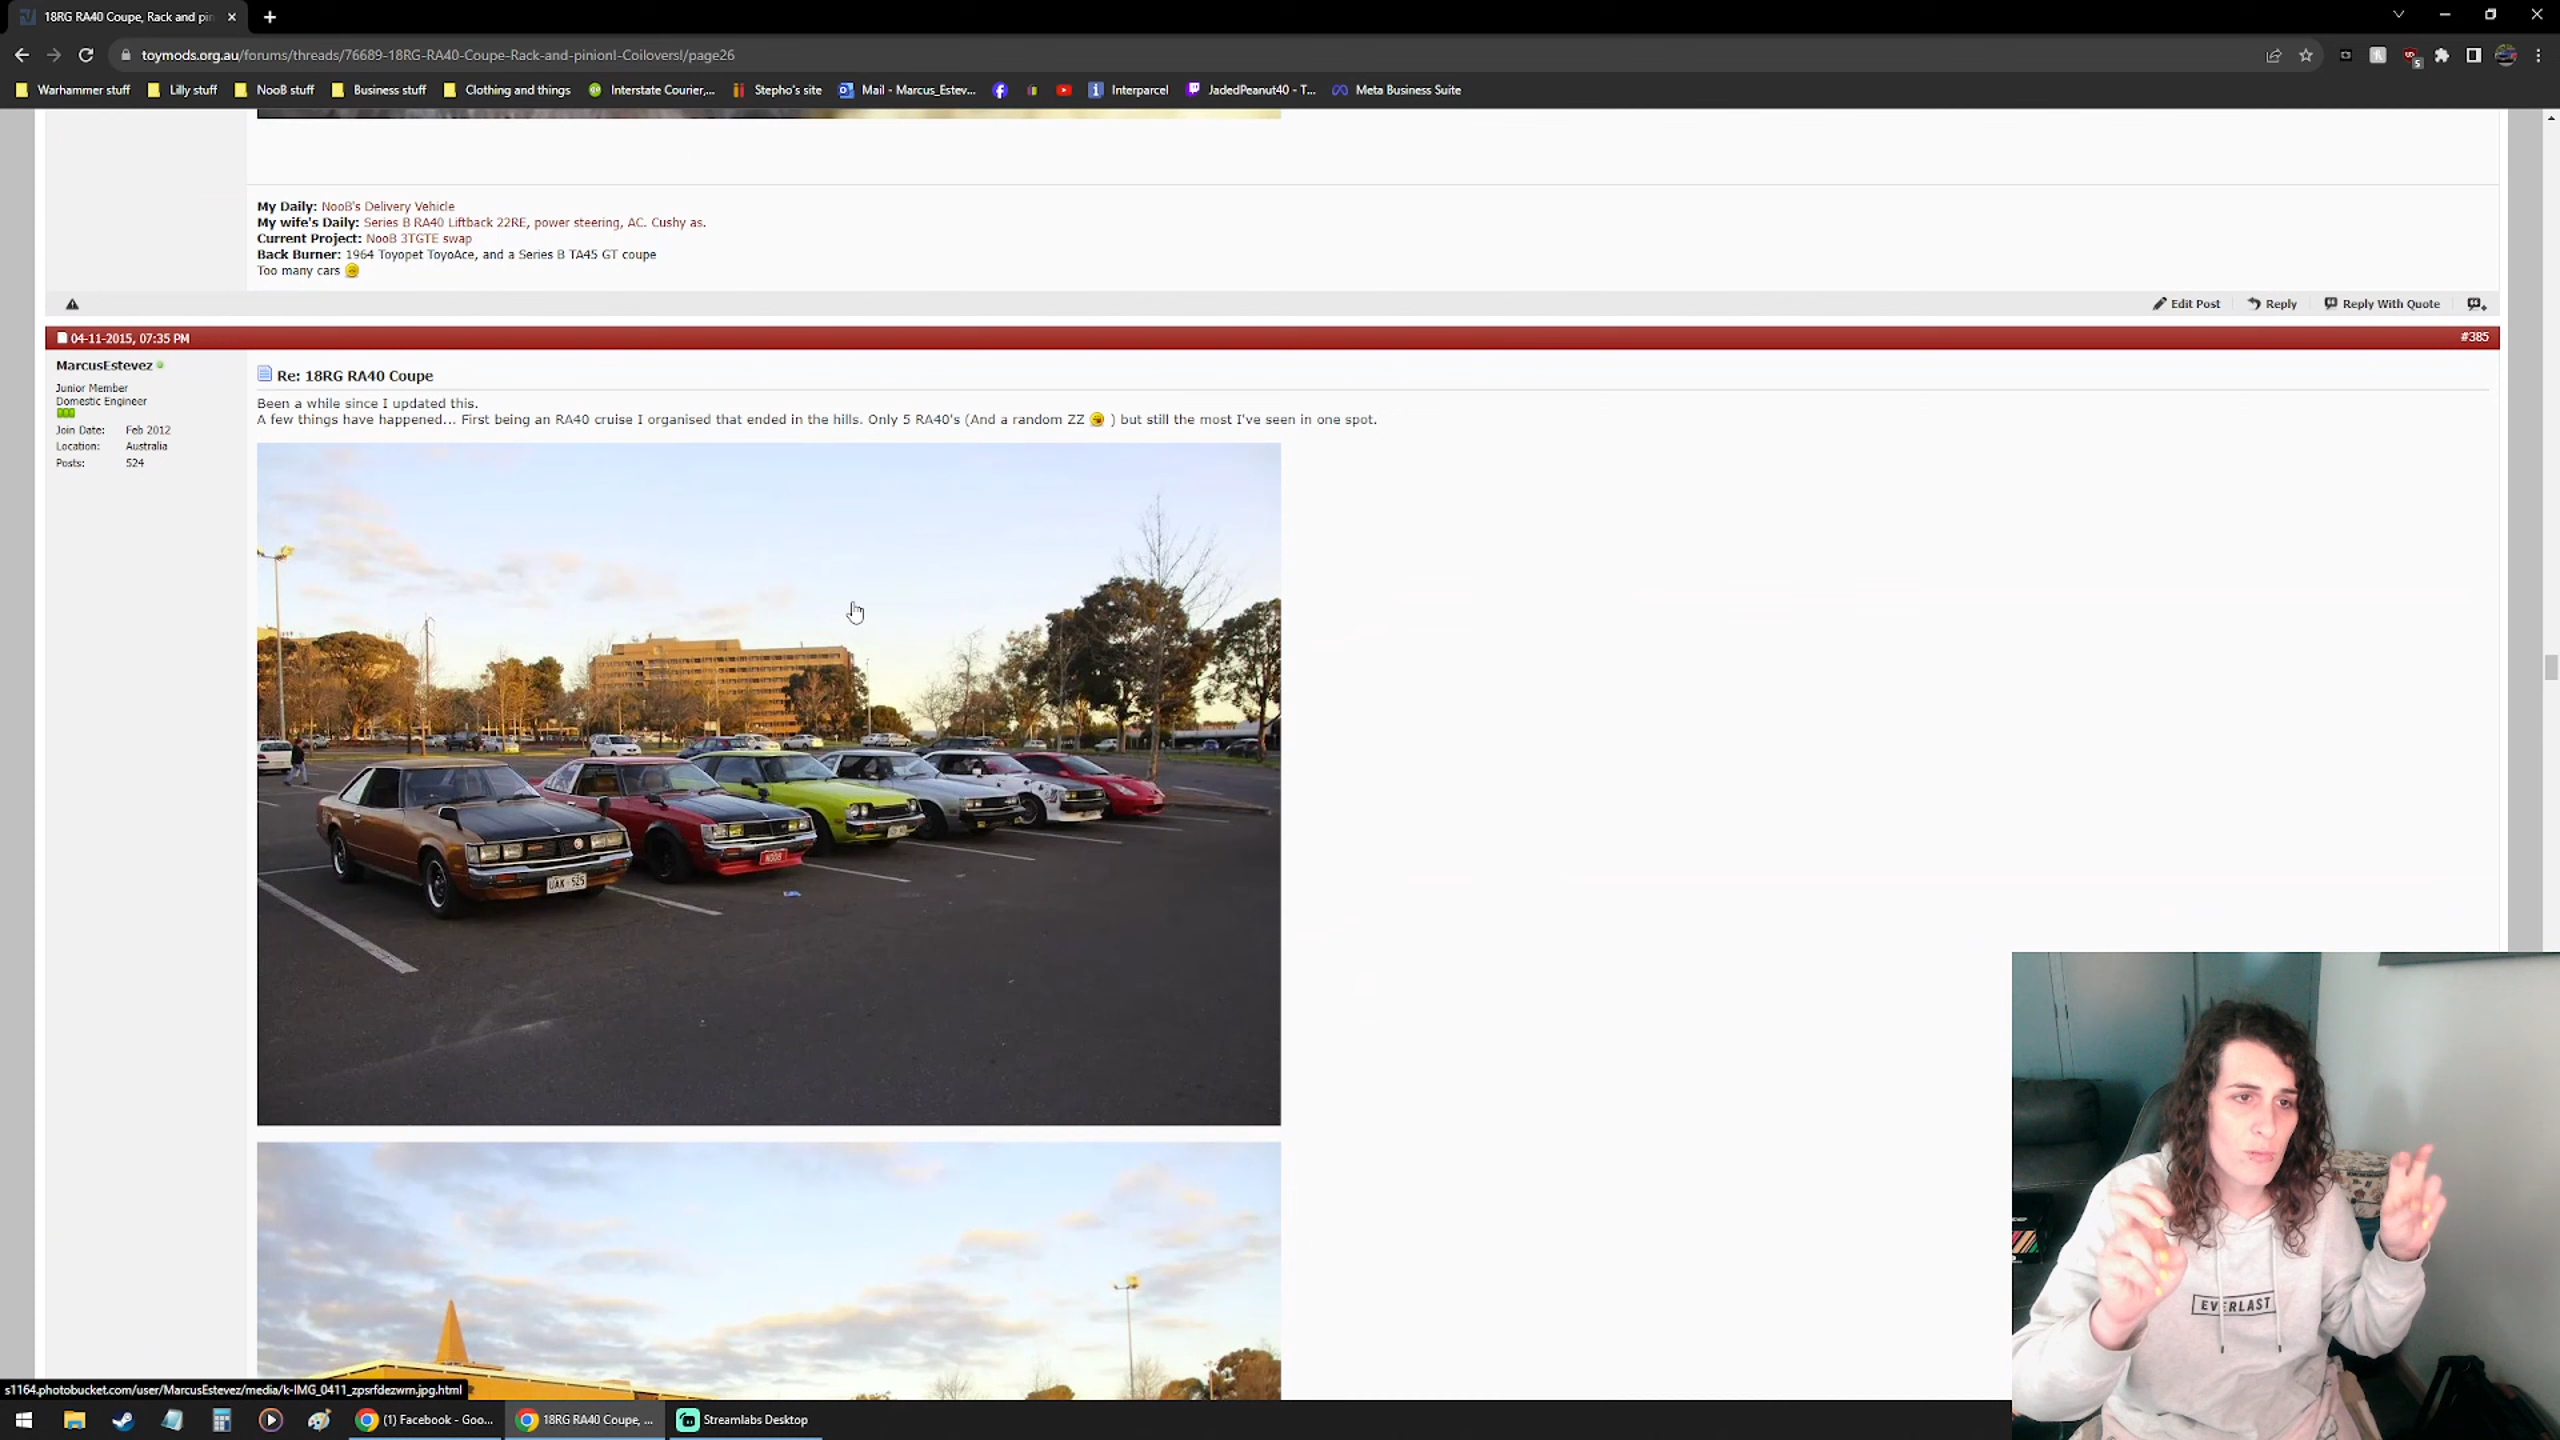 18RG RA40 Coupe, Rack and pin
toymods.org.au/forums/threads/76689-18RG-RA40-Coupe-Rack-and-pinionl-Coiloversl/page26
Warhammer stuff Lilly stuff NooB stuff Business stuff Clothing and things Interstate Courier,... Stepho's site Mail - Marcus_Estev... Interparcel JadedPeanut40 - T... Meta Business Suite
My Daily: NooB's Delivery Vehicle
My wife's Daily: Series B RA40 Liftback 22RE, power steering, AC. Cushy as.
Current Project: NooB 3TGTE swap
Back Burner: 1964 Toyopet ToyoAce, and a Series B TA45 GT coupe
Too many cars
Edit Post Reply Reply With Quote
04-11-2015, 07:35 PM #385
MarcusEstevez
Junior Member
Domestic Engineer
Join Date: Feb 2012
Location: Australia
Posts: 524
Re: 18RG RA40 Coupe
Been a while since I updated this.
A few things have happened... First being an RA40 cruise I organised that ended in the hills. Only 5 RA40's (And a random ZZ ) but still the most I've seen in one spot.
UAK-525
NOOB
EVERLAST
s1164.photobucket.com/user/MarcusEstevez/media/k-IMG_0411_zpsrfdezwm.jpg.html
(1) Facebook - Goo... 18RG RA40 Coupe, ... Streamlabs Desktop